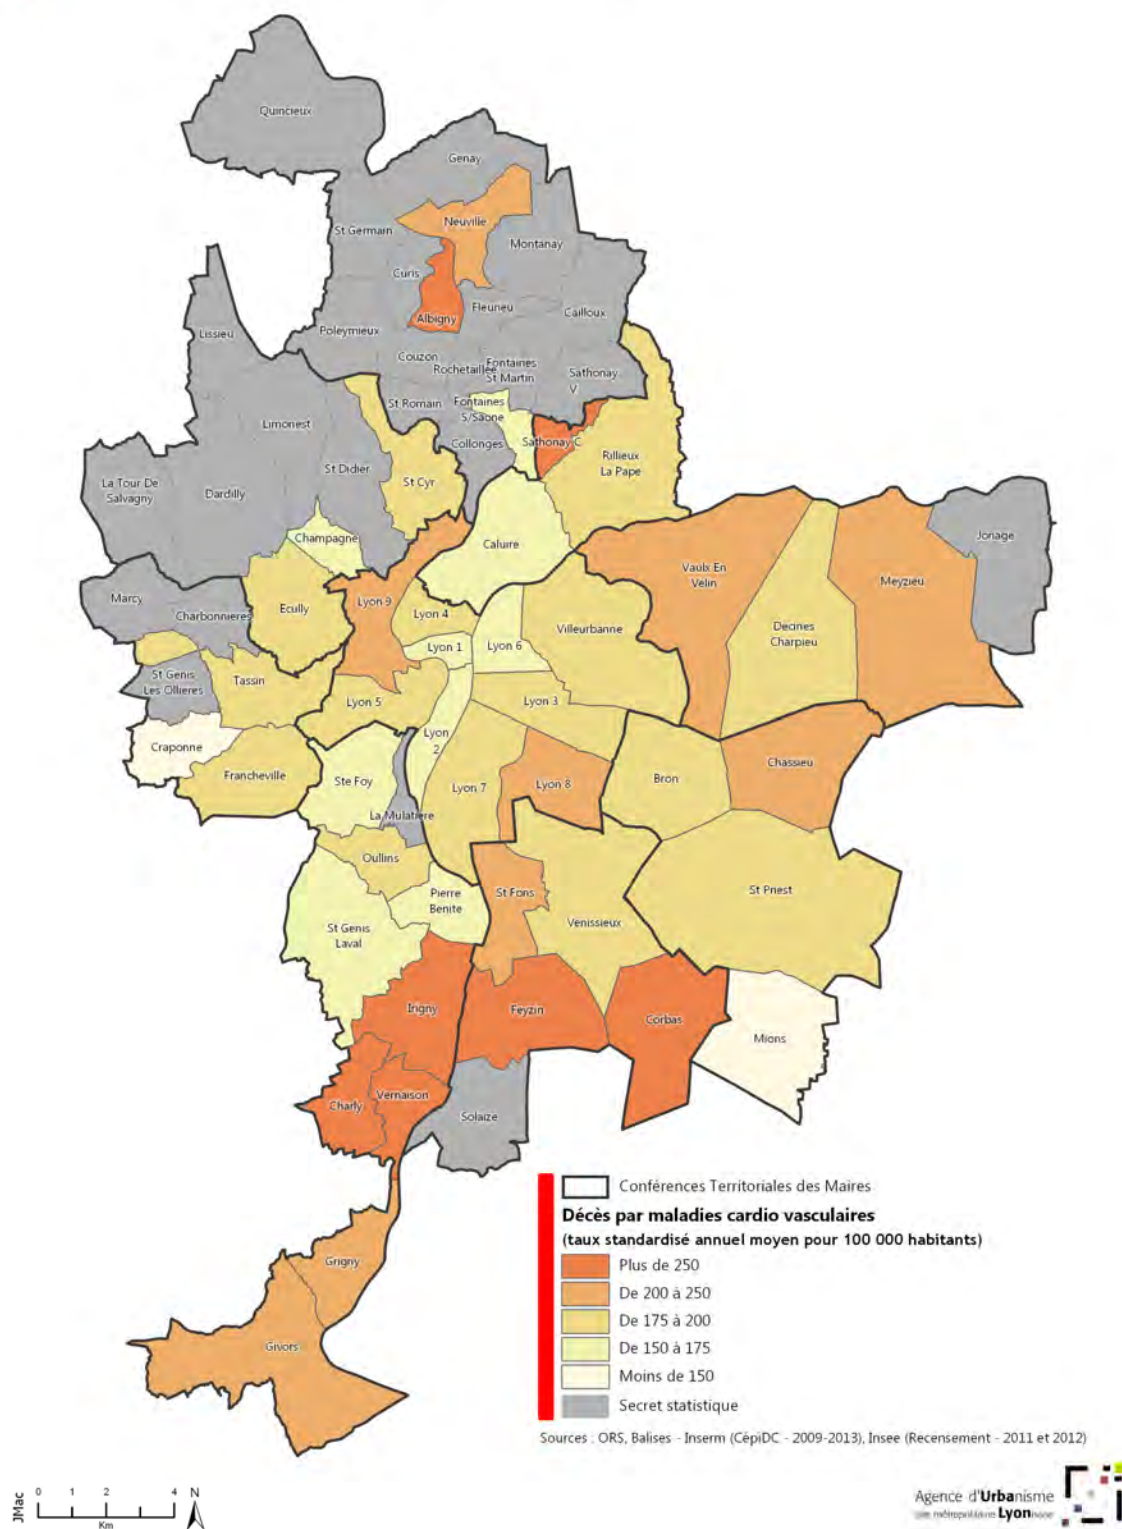 Quincieux
Genay
Neuville
St Germain
Montanay
Curis
Fleurieu
Cailloux
Albigny
Lissieu
Poleymieux
Couzon
Rochetaillée
Fontaines
St Martin
Sathonay
V
St Romain
Fontaines
S/Saone
Limonest
Collonges
Sathonay C
Rillieux
La Pape
St Didier
St Cyr
La Tour De
Salvagny
Dardilly
Champagne
Caluire
Jonage
Vaulx En
Velin
Meyzieu
Marcy
Charbonnieres
Ecully
Lyon 9
Lyon 4
Villeurbanne
Decines
Charpieu
Lyon 1
Lyon 6
St Genis
Les Ollieres
Tassin
Lyon 5
Lyon 3
Craponne
Lyon
2
Francheville
Ste Foy
Lyon 7
Lyon 8
Bron
Chassieu
La Mulatiere
Oullins
Pierre
Benite
St Fons
St Priest
St Genis
Laval
Venissieux
Irigny
Feyzin
Corbas
Mions
Charly
Vernaison
Solaize
Grigny
Givors
Conférences Territoriales des Maires
Décès par maladies cardio vasculaires
(taux standardisé annuel moyen pour 100 000 habitants)
Plus de 250
De 200 à 250
De 175 à 200
De 150 à 175
Moins de 150
Secret statistique
Sources : ORS, Balises - Inserm (CépiDC - 2009-2013), Insee (Recensement - 2011 et 2012)
JMac
0 1 2 4
Km
N
Agence d'Urbanisme
aire métropolitaine Lyonnaise